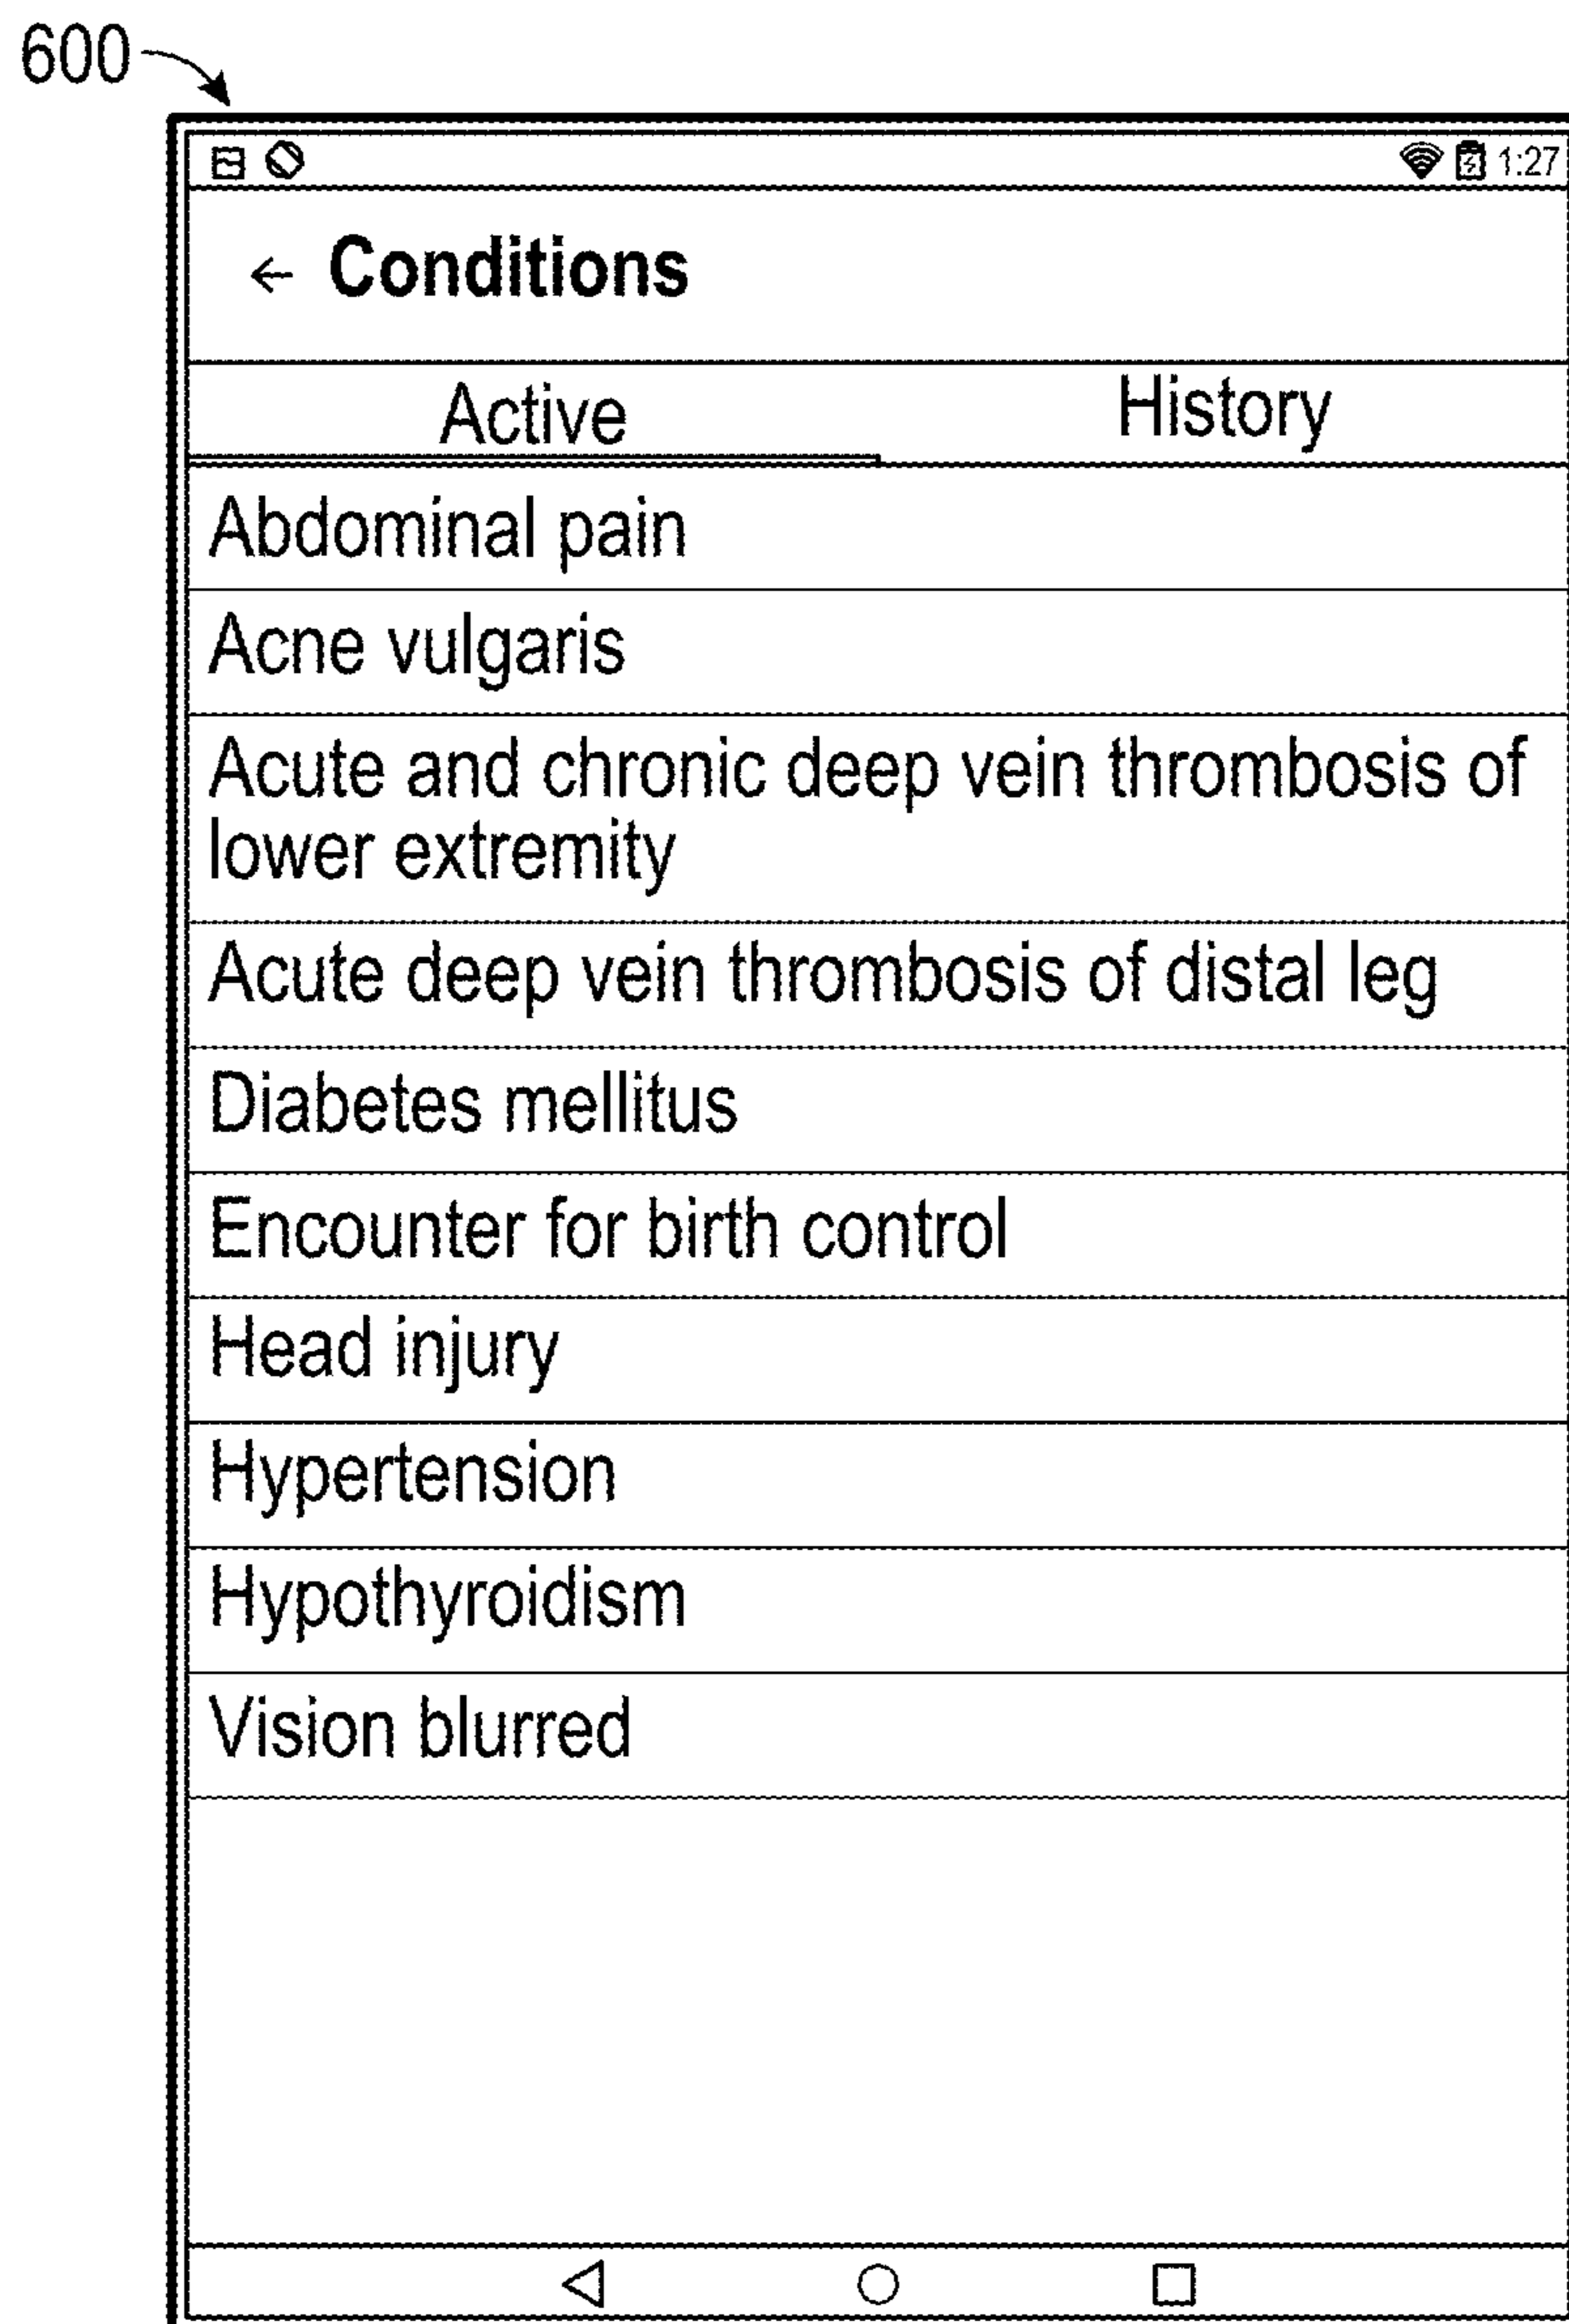 600
1:27
← Conditions
Active History
Abdominal pain
Acne vulgaris
Acute and chronic deep vein thrombosis of
lower extremity
Acute deep vein thrombosis of distal leg
Diabetes mellitus
Encounter for birth control
Head injury
Hypertension
Hypothyroidism
Vision blurred